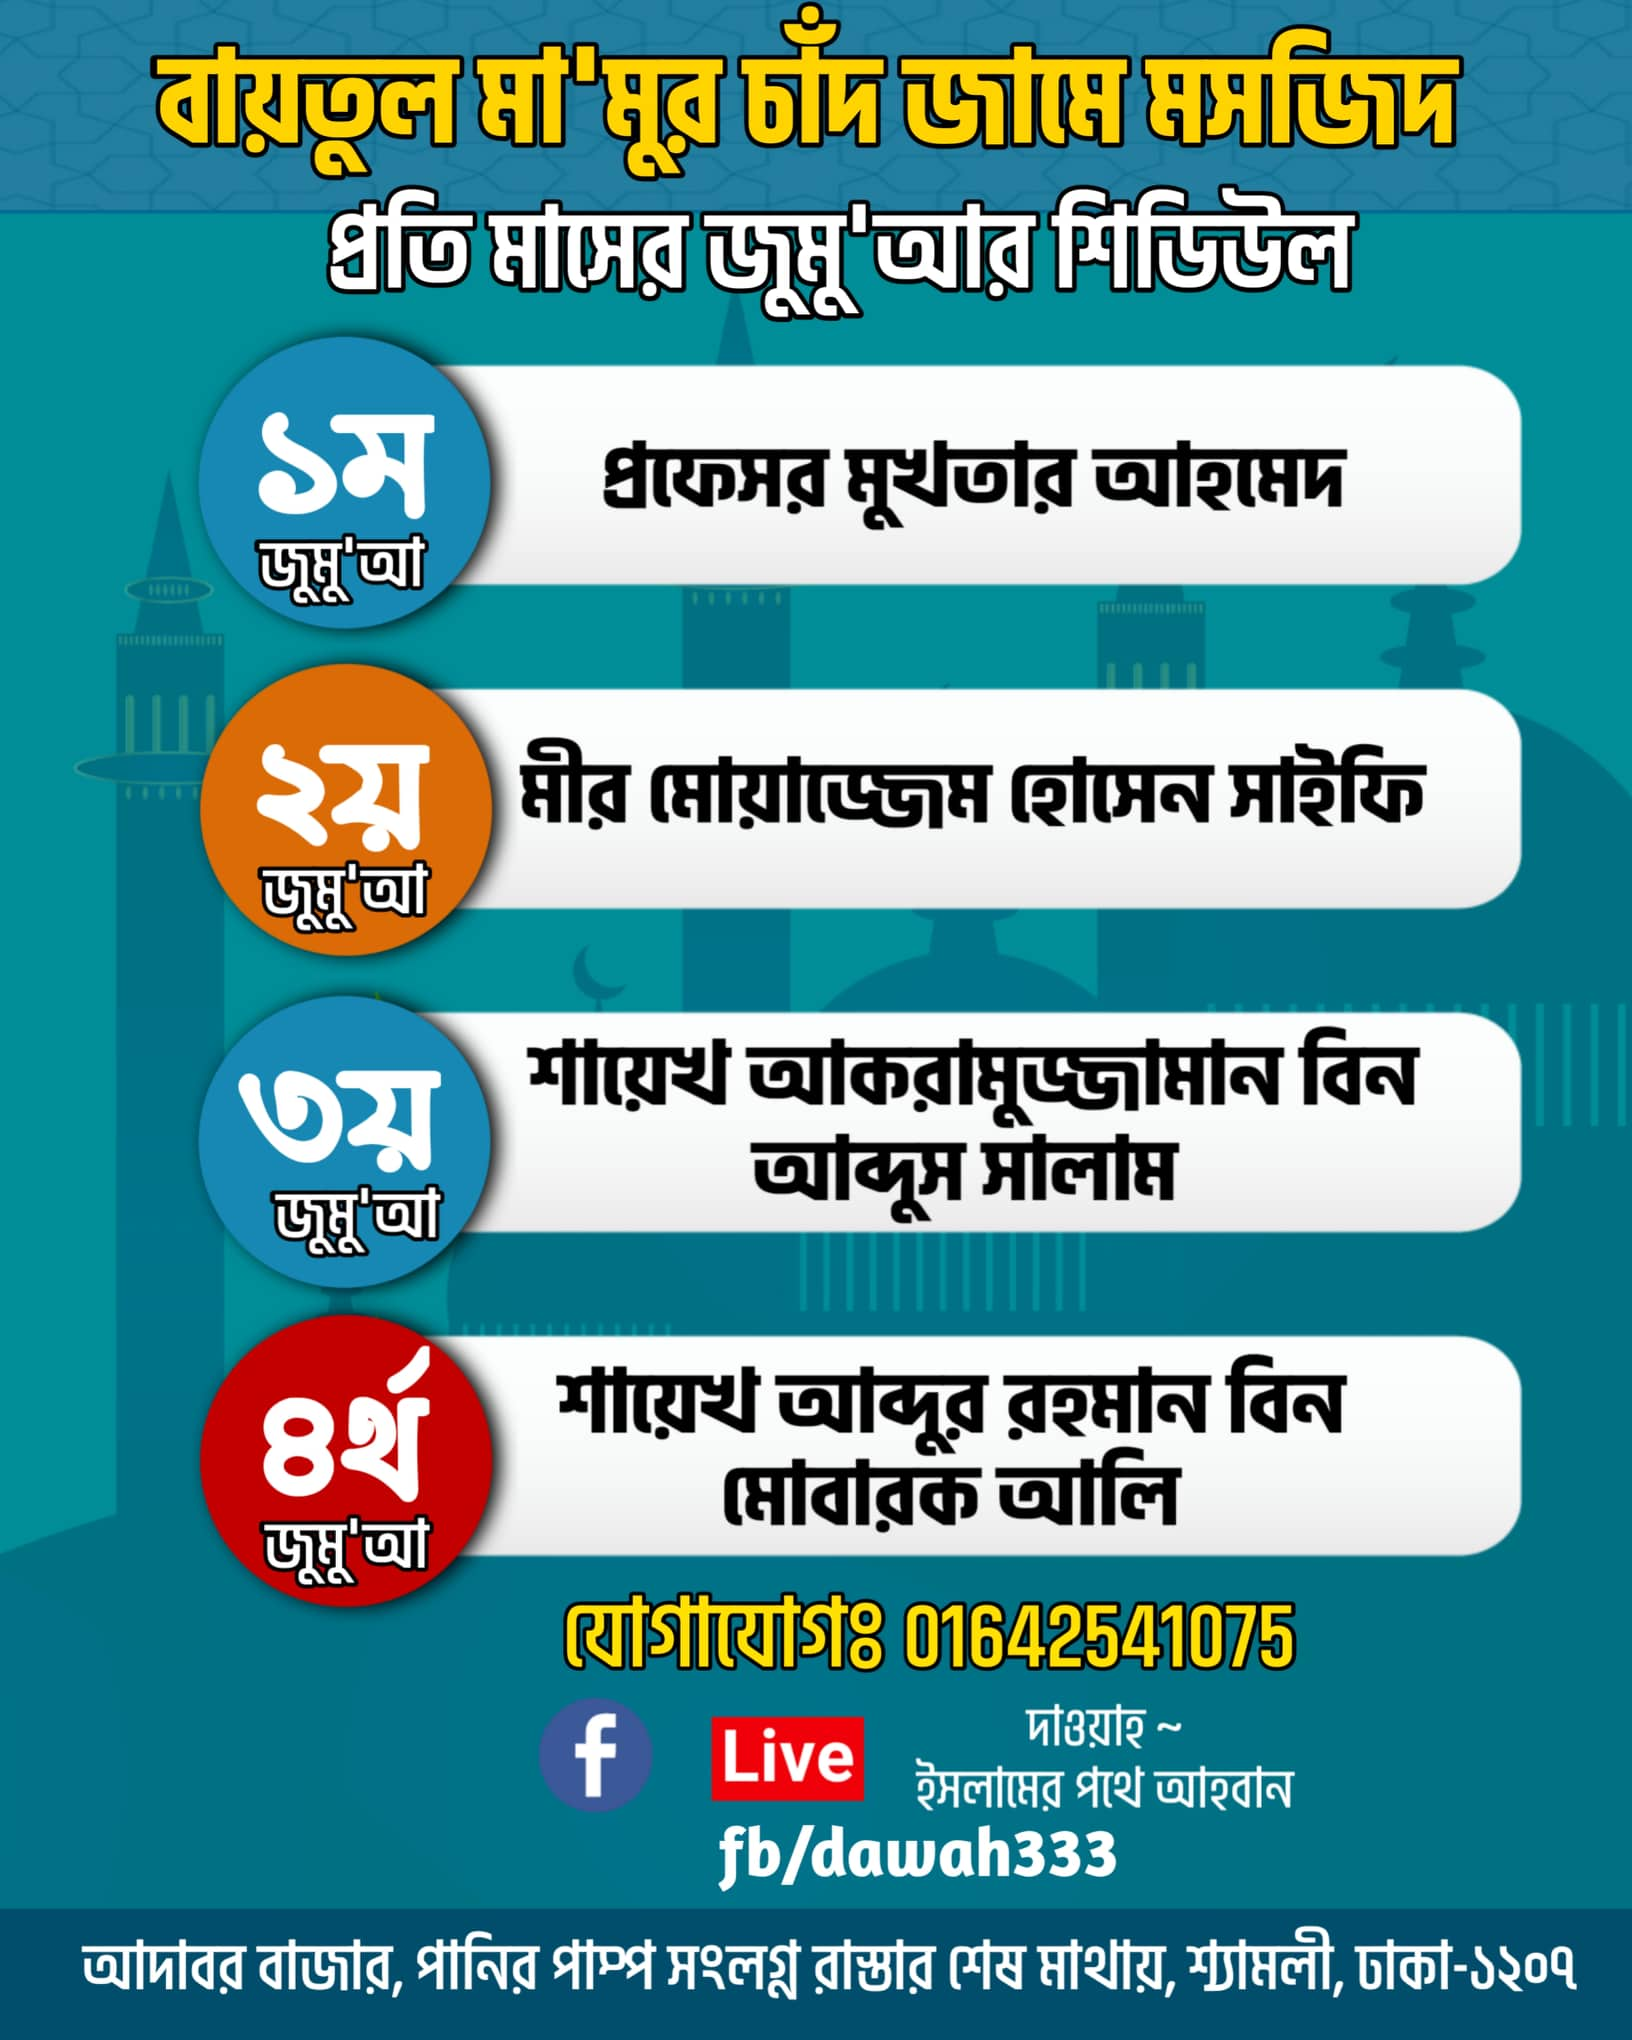 বায়তুল মা'মুর চাঁদ জামে মসজিদ
প্রতি মাসের জুমু'আর শিডিউল
১ম
জুমু'আ
প্রফেসর মুখতার আহমেদ
২য়
জুমু'আ
মীর মোয়াজ্জেম হোসেন সাইফি
৩য়
জুমু'আ
শায়েখ আকরামুজ্জামান বিন
আব্দুস সালাম
৪র্থ
জুমু'আ
শায়েখ আব্দুর রহমান বিন
মোবারক আলি
যোগাযোগঃ 01642541075
f
Live
দাওয়াহ ~
ইসলামের পথে আহবান
fb/dawah333
আদাবর বাজার, পানির পাম্প সংলগ্ন রাস্তার শেষ মাথায়, শ্যামলী, ঢাকা-১২০৭